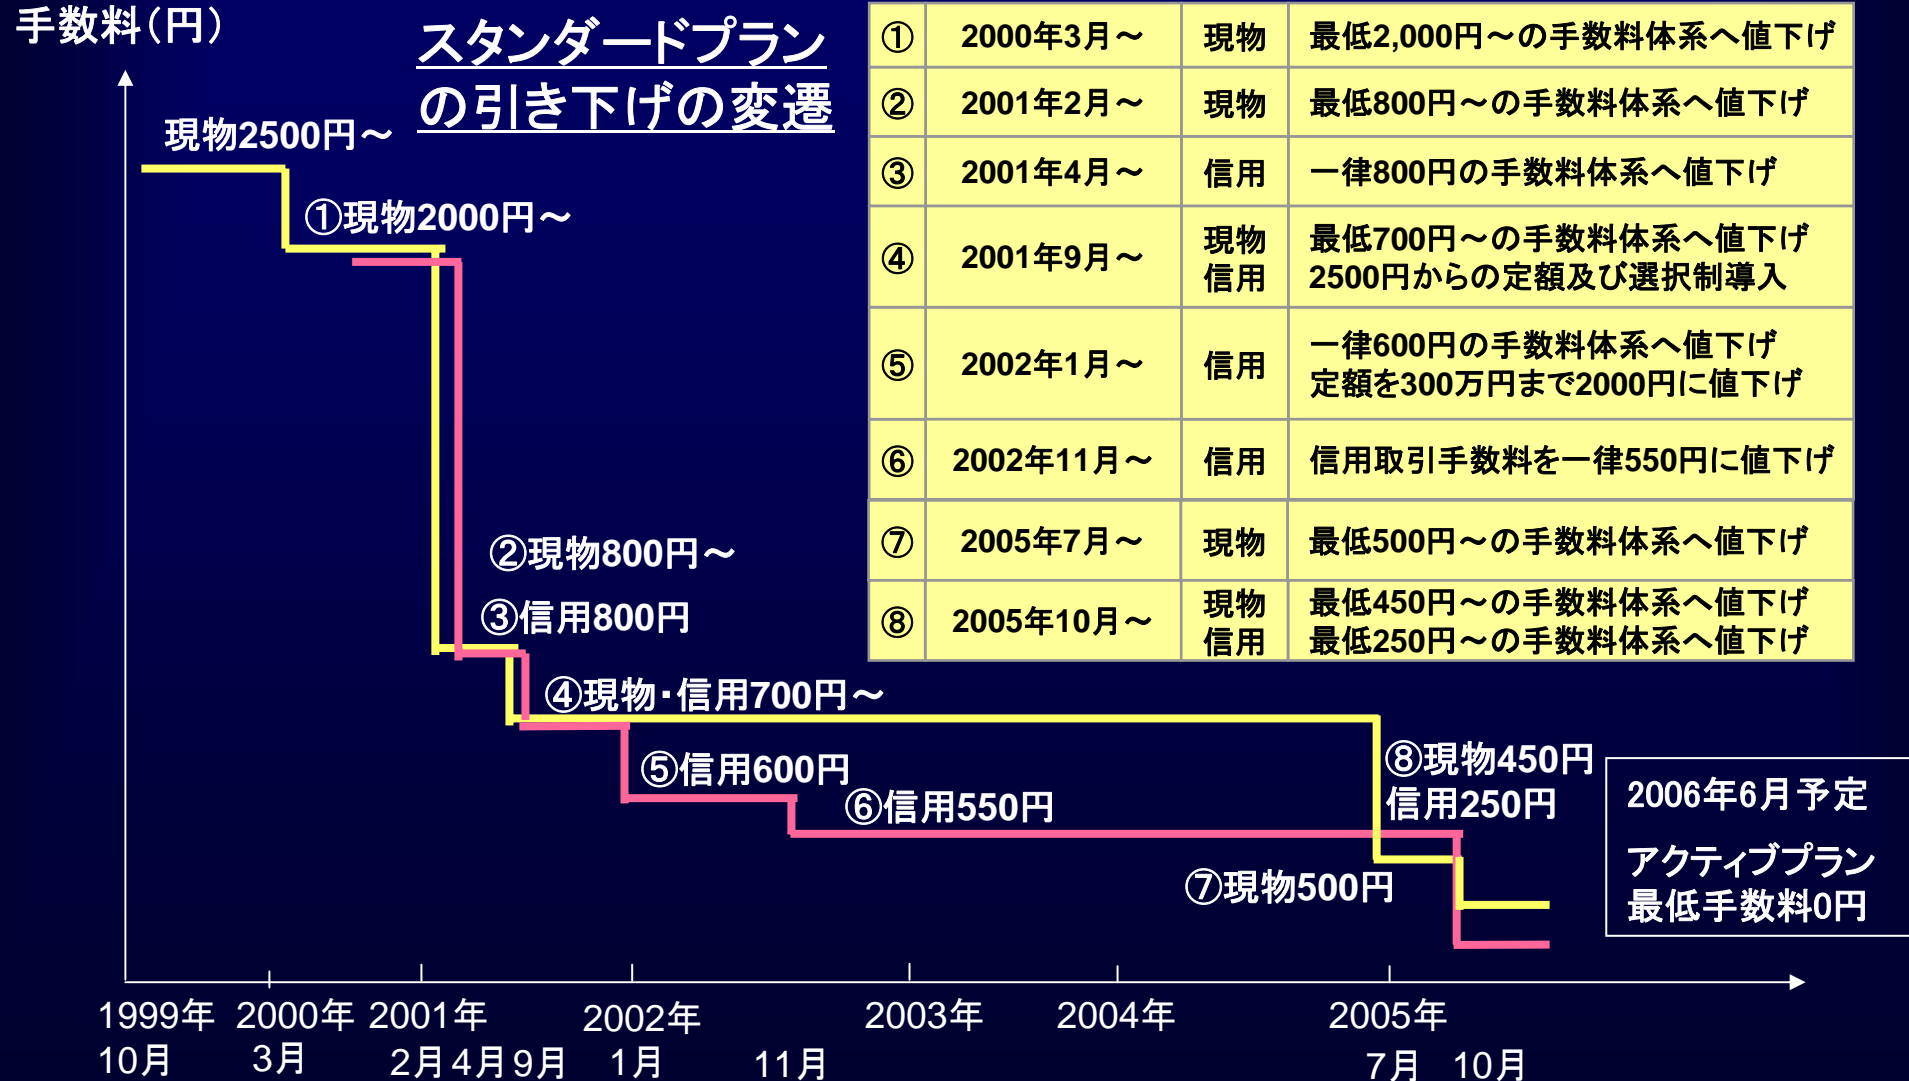 手数料（円）
スタンダードプラン
の引き下げの変遷
① 2000年3月～ 現物 最低2,000円～の手数料体系へ値下げ
② 2001年2月～ 現物 最低800円～の手数料体系へ値下げ
③ 2001年4月～ 信用 一律800円の手数料体系へ値下げ
④ 2001年9月～ 現物 信用 最低700円～の手数料体系へ値下げ
2500円からの定額及び選択制導入
⑤ 2002年1月～ 信用 一律600円の手数料体系へ値下げ
定額を300万円まで2000円に値下げ
⑥ 2002年11月～ 信用 信用取引手数料を一律550円に値下げ
⑦ 2005年7月～ 現物 最低500円～の手数料体系へ値下げ
⑧ 2005年10月～ 現物 最低450円～の手数料体系へ値下げ
信用 最低250円～の手数料体系へ値下げ
現物2500円～
①現物2000円～
②現物800円～
③信用800円
④現物・信用700円～
⑤信用600円
⑥信用550円
⑦現物500円
⑧現物450円
信用250円
2006年6月予定
アクティブプラン
最低手数料0円
1999年 2000年 2001年 2002年 2003年 2004年 2005年
10月 3月 2月 4月 9月 1月 11月 7月 10月